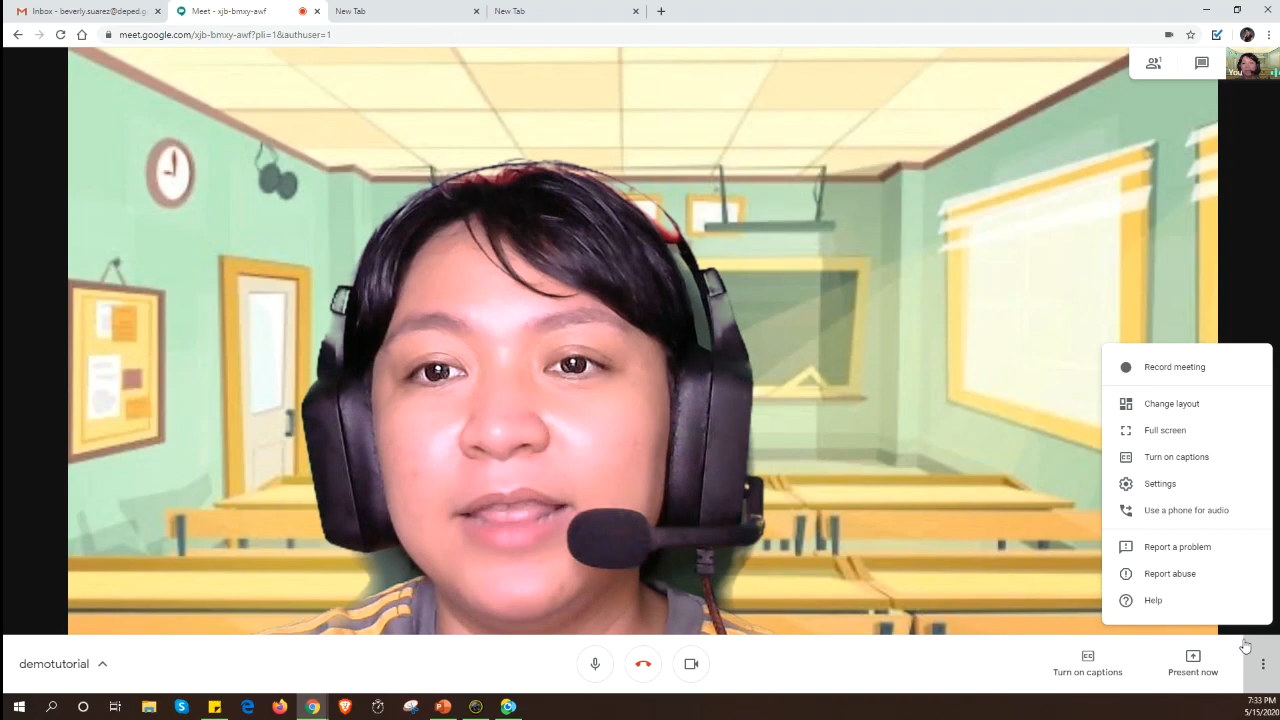 Inbox - beverly.suarez@deped.g
Meet - xjb-bmxy-awf
New Tab
New Tab
meet.google.com/xjb-bmxy-awf?pli=1&authuser=1
1
You
Record meeting
Change layout
Full screen
Turn on captions
Settings
Use a phone for audio
Report a problem
Report abuse
Help
demotutorial
Turn on captions
Present now
7:33 PM
5/15/2020